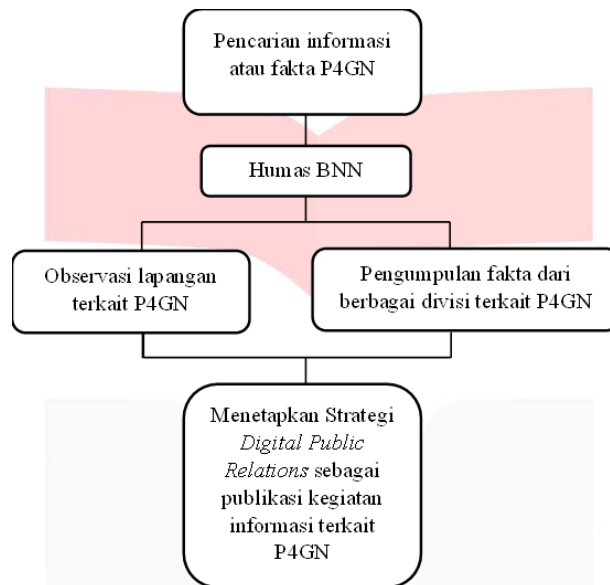 Pencarian informasi
atau fakta P4GN
Humas BNN
Observasi lapangan
terkait P4GN
Pengumpulan fakta dari
berbagai divisi terkait P4GN
Menetapkan Strategi
Digital Public
Relations sebagai
publikasi kegiatan
informasi terkait
P4GN